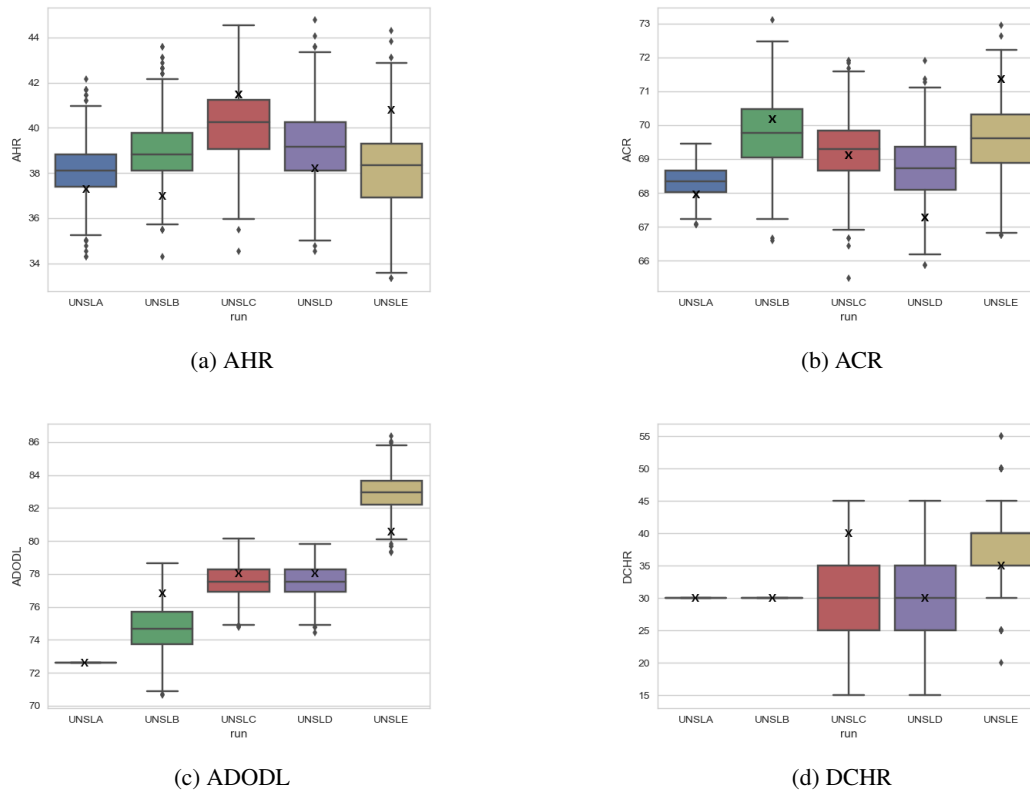 44
42
40
38
36
34
AHR
UNSLA UNSLB UNSLC UNSLD UNSLE
run
(a) AHR
73
72
71
70
69
68
67
66
ACR
UNSLA UNSLB UNSLC UNSLD UNSLE
run
(b) ACR
86
84
82
80
78
76
74
72
70
ADODL
UNSLA UNSLB UNSLC UNSLD UNSLE
run
(c) ADODL
55
50
45
40
35
30
25
20
15
DCHR
UNSLA UNSLB UNSLC UNSLD UNSLE
run
(d) DCHR